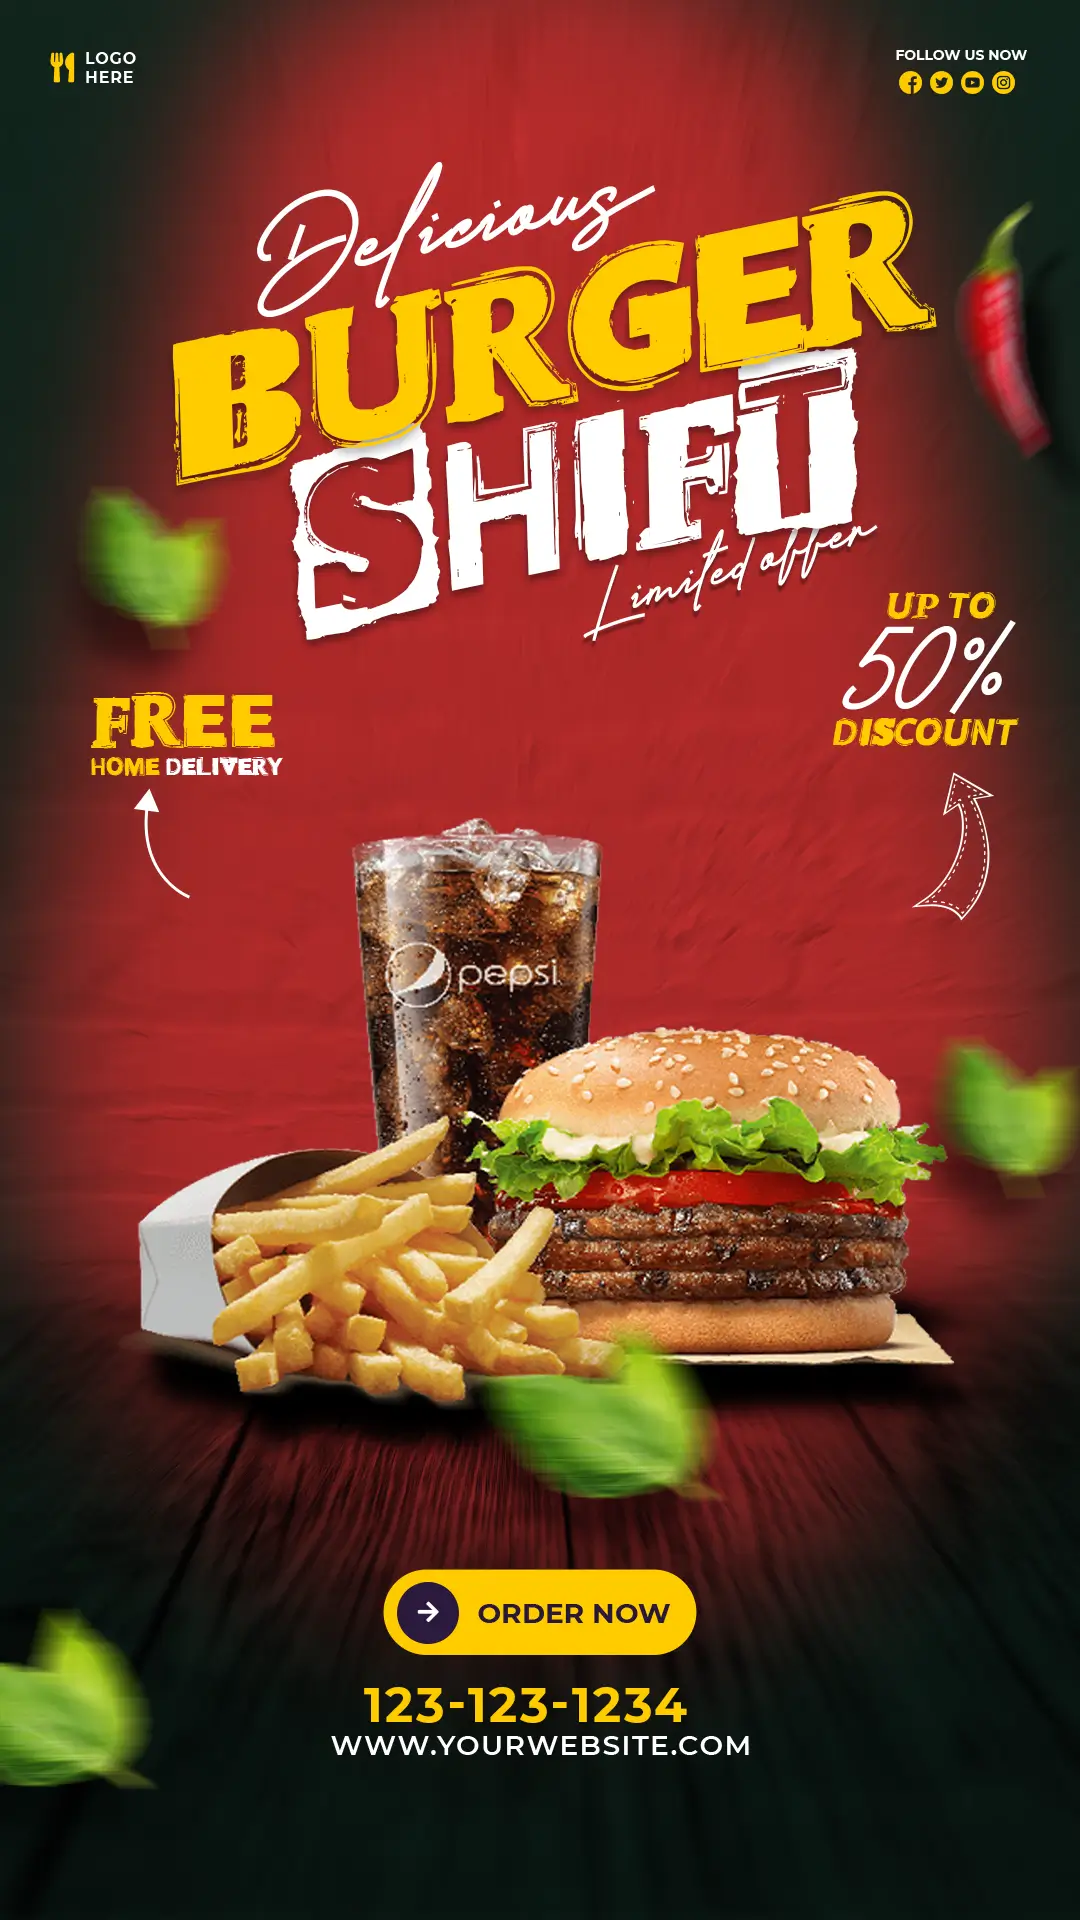 LOGO
HERE
FOLLOW US NOW
Delicious
BURGER
SHIFT
Limited offer
UP TO
50%
DISCOUNT
FREE
HOME DELIVERY
pepsi
ORDER NOW
123-123-1234
WWW.YOURWEBSITE.COM